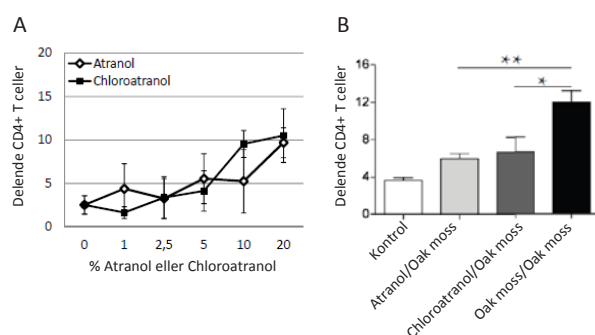 A
Delende CD4+ T celler
20
15
10
5
0
Atranol
Chloroatranol
0 1 2,5 5 10 20
% Atranol eller Chloroatranol
B
Delende CD4+ T celler
16
12
8
4
0
**
*
Kontrol
Atranol/Oak moss
Chloroatranol/Oak moss
Oak moss/Oak moss